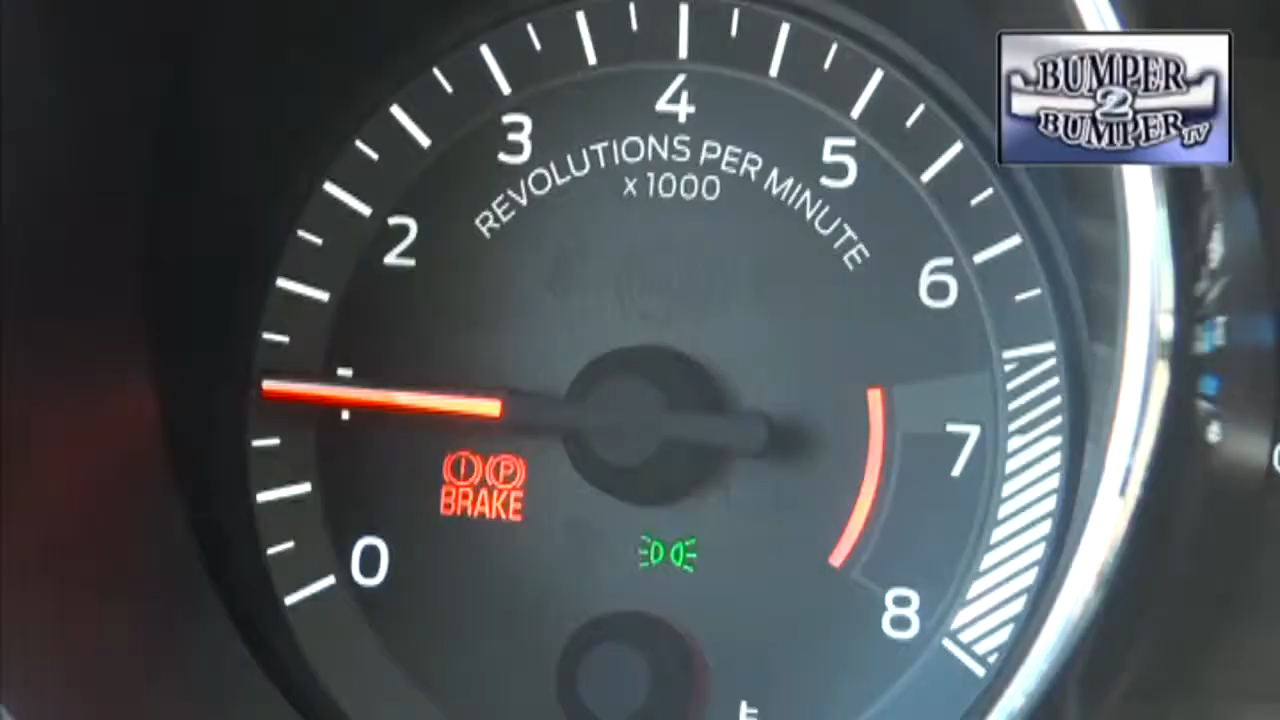 BUMPER
2
BUMPER TV
4
3
5
REVOLUTIONS PER MINUTE
x 1000
2
6
7
(!) (P)
BRAKE
0
8